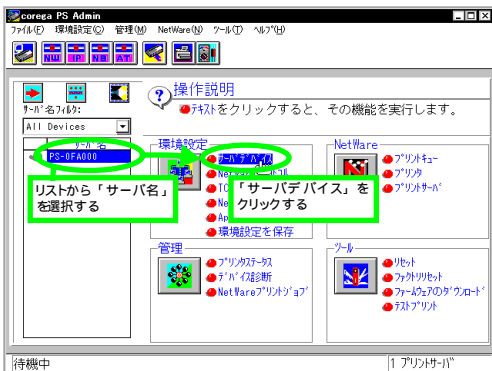 corega PS Admin
ファイル(F) 環境設定(C) 管理(M) NetWare(N) ツール(T) ヘルプ(H)
NW IP NB AT
サーバ名フィルタ:
All Devices
サーバ名
PS-0FA000
リストから「サーバ名」
を選択する
操作説明
テキストをクリックすると、その機能を実行します。
環境設定
サーバデバイス
「サーバデバイス」を
クリックする
環境設定を保存
NetWare
プリントキュー
プリンタ
プリントサーバ
管理
プリンタステータス
デバイス診断
NetWareプリントジョブ
ツール
リセット
ファクトリリセット
ファームウェアのダウンロード
テストプリント
待機中
1 プリントサーバ